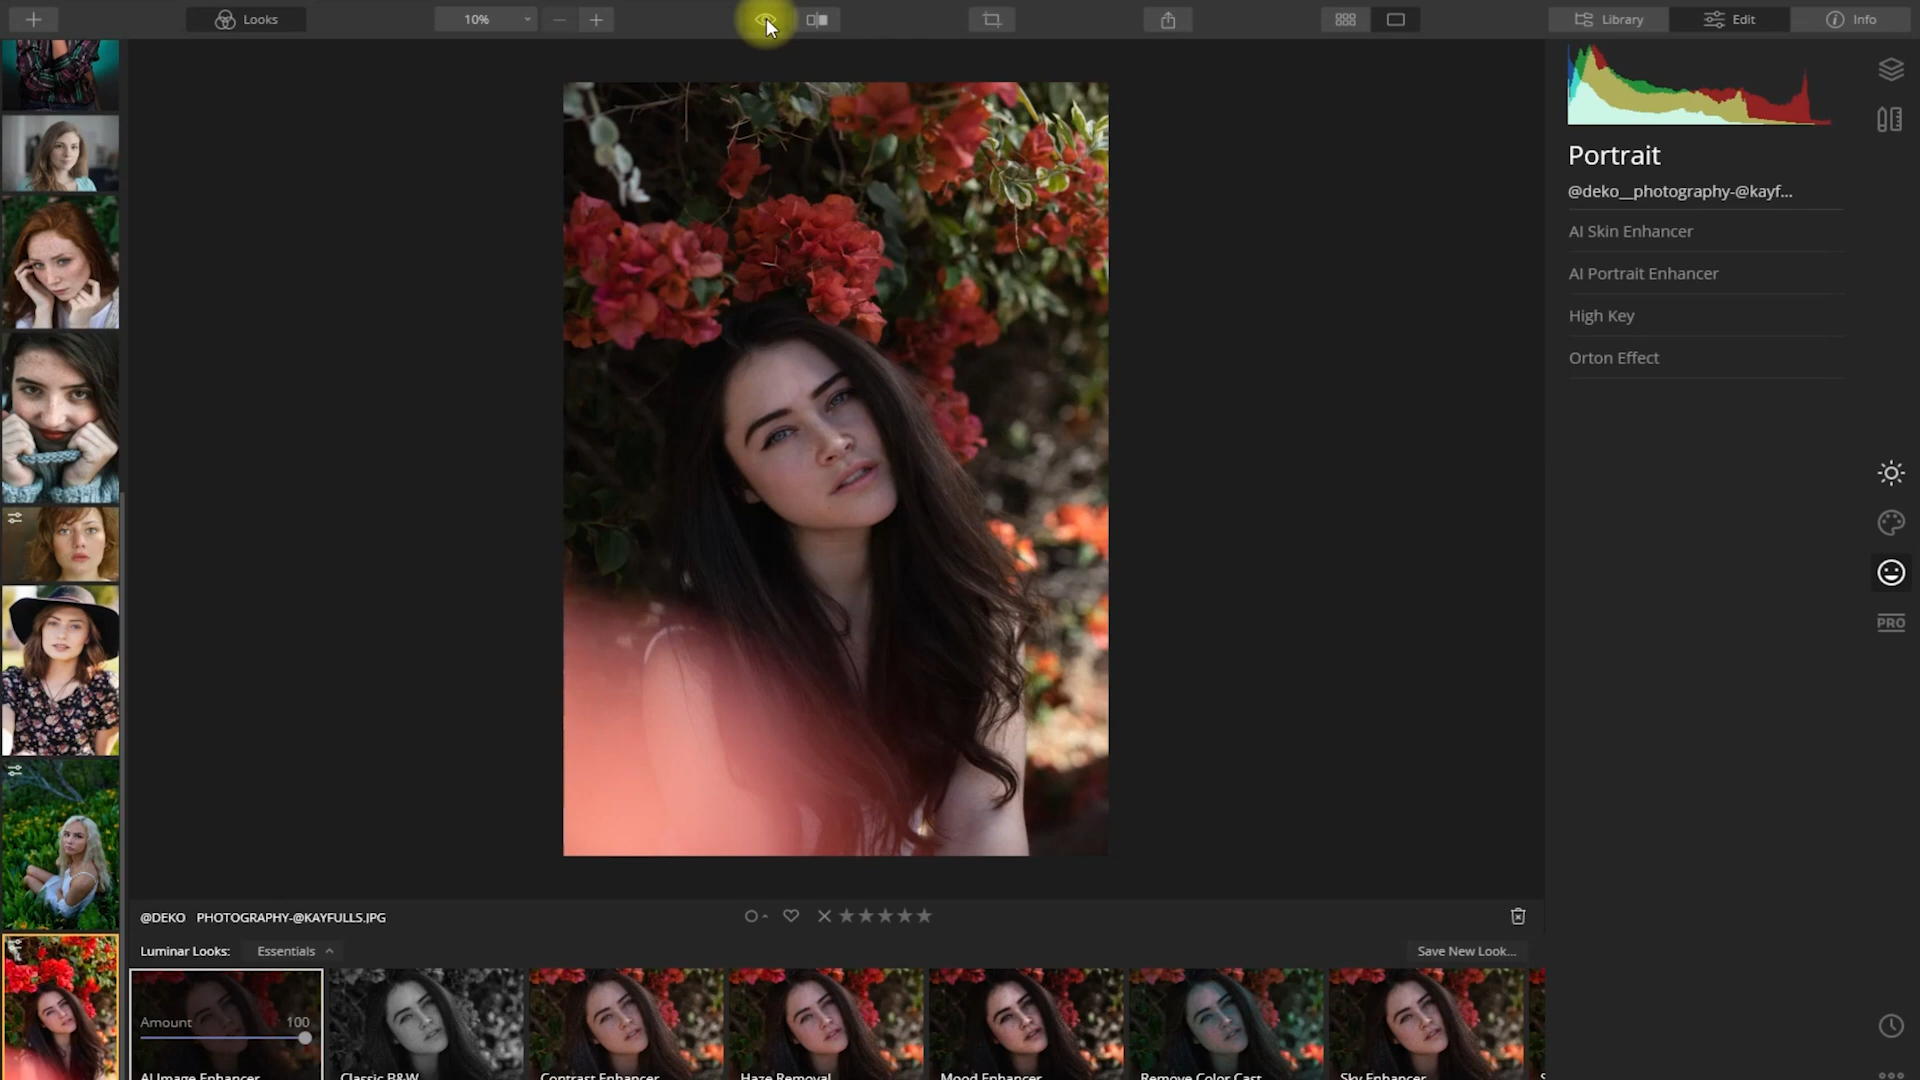 Looks
10%
Library
Edit
Info
Portrait
@deko__photography-@kayf...
AI Skin Enhancer
AI Portrait Enhancer
High Key
Orton Effect
PRO
@DEKO PHOTOGRAPHY-@KAYFULLS.JPG
Luminar Looks:
Essentials
Save New Look...
Amount
100
AI Image Enhancer
Classic B&W
Contrast Enhancer
Haze Removal
Mood Enhancer
Remove Color Cast
Sky Enhancer